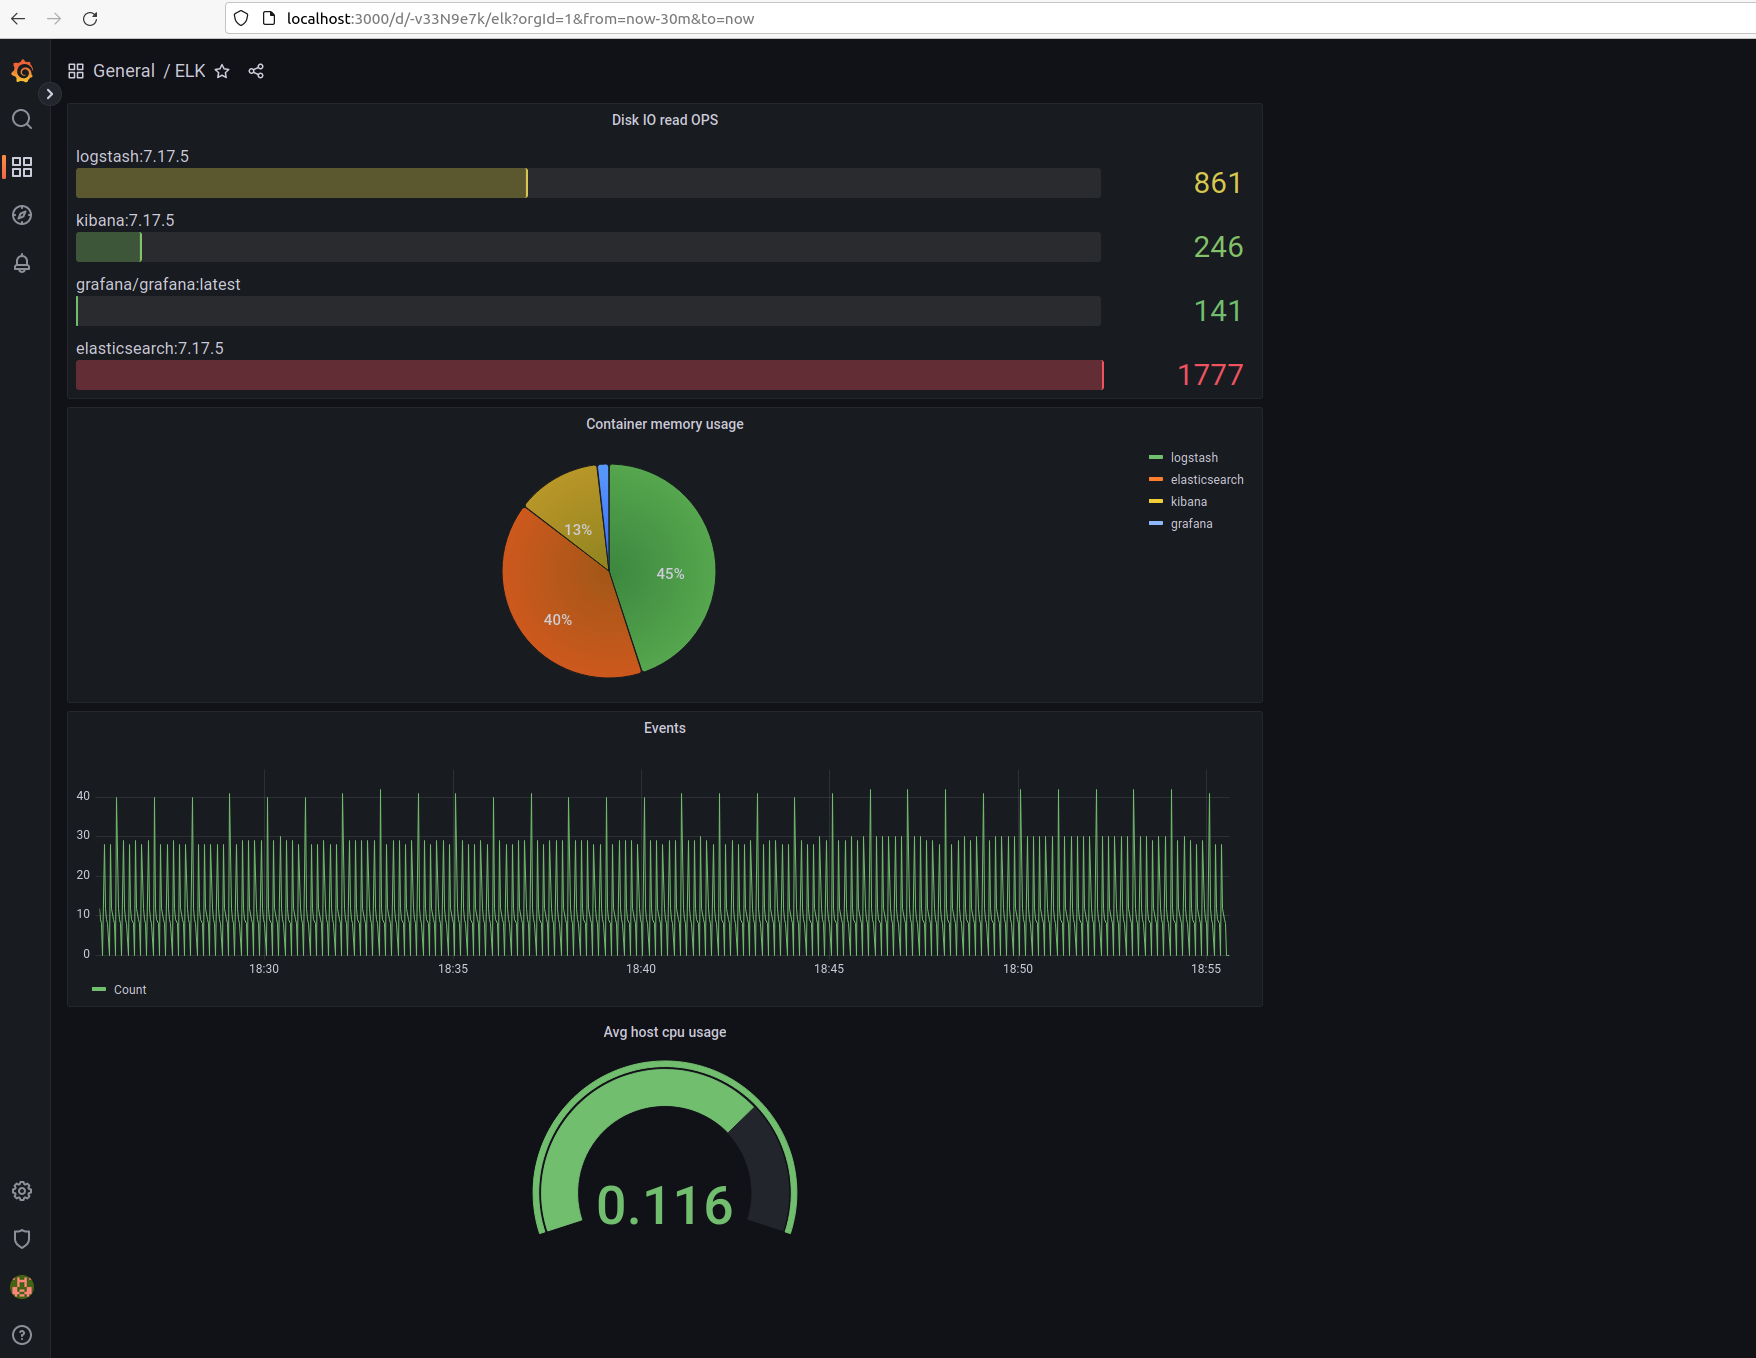 localhost:3000/d/-v33N9e7k/elk?orgId=1&from=now-30m&to=now
General / ELK
Disk IO read OPS
logstash:7.17.5
861
kibana:7.17.5
246
grafana/grafana:latest
141
elasticsearch:7.17.5
1777
Container memory usage
logstash
elasticsearch
kibana
grafana
13%
45%
40%
Events
40
30
20
10
0
18:30 18:35 18:40 18:45 18:50 18:55
Count
Avg host cpu usage
0.116